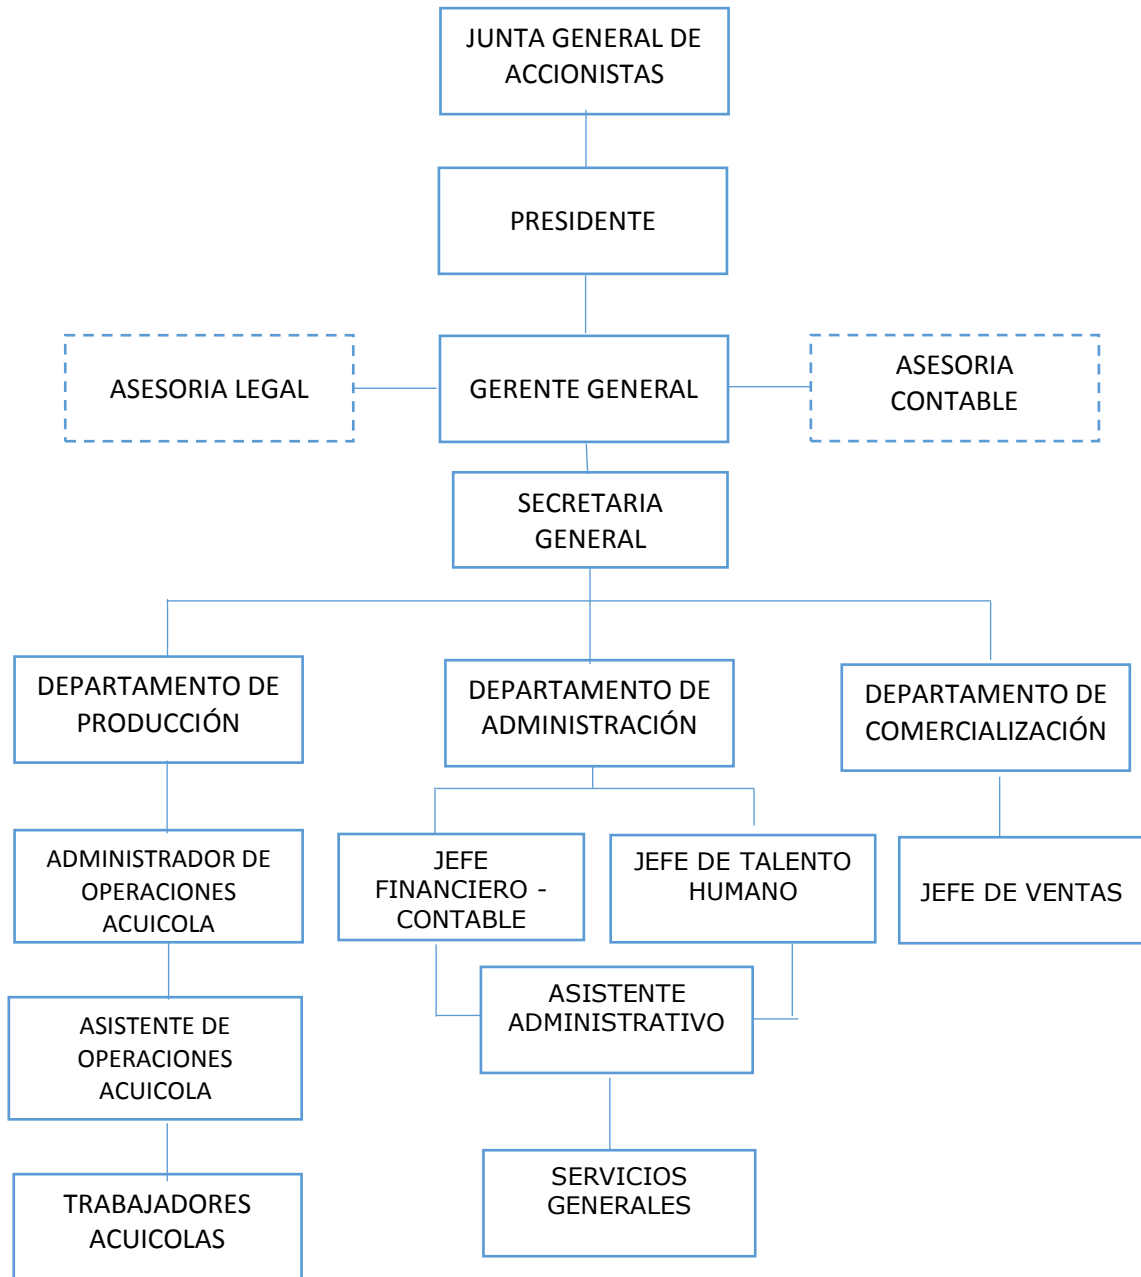 JUNTA GENERAL DE
ACCIONISTAS
PRESIDENTE
ASESORIA LEGAL
GERENTE GENERAL
ASESORIA
CONTABLE
SECRETARIA
GENERAL
DEPARTAMENTO DE
PRODUCCIÓN
DEPARTAMENTO DE
ADMINISTRACIÓN
DEPARTAMENTO DE
COMERCIALIZACIÓN
ADMINISTRADOR DE
OPERACIONES
ACUICOLA
JEFE
FINANCIERO -
CONTABLE
JEFE DE TALENTO
HUMANO
JEFE DE VENTAS
ASISTENTE DE
OPERACIONES
ACUICOLA
ASISTENTE
ADMINISTRATIVO
TRABAJADORES
ACUICOLAS
SERVICIOS
GENERALES